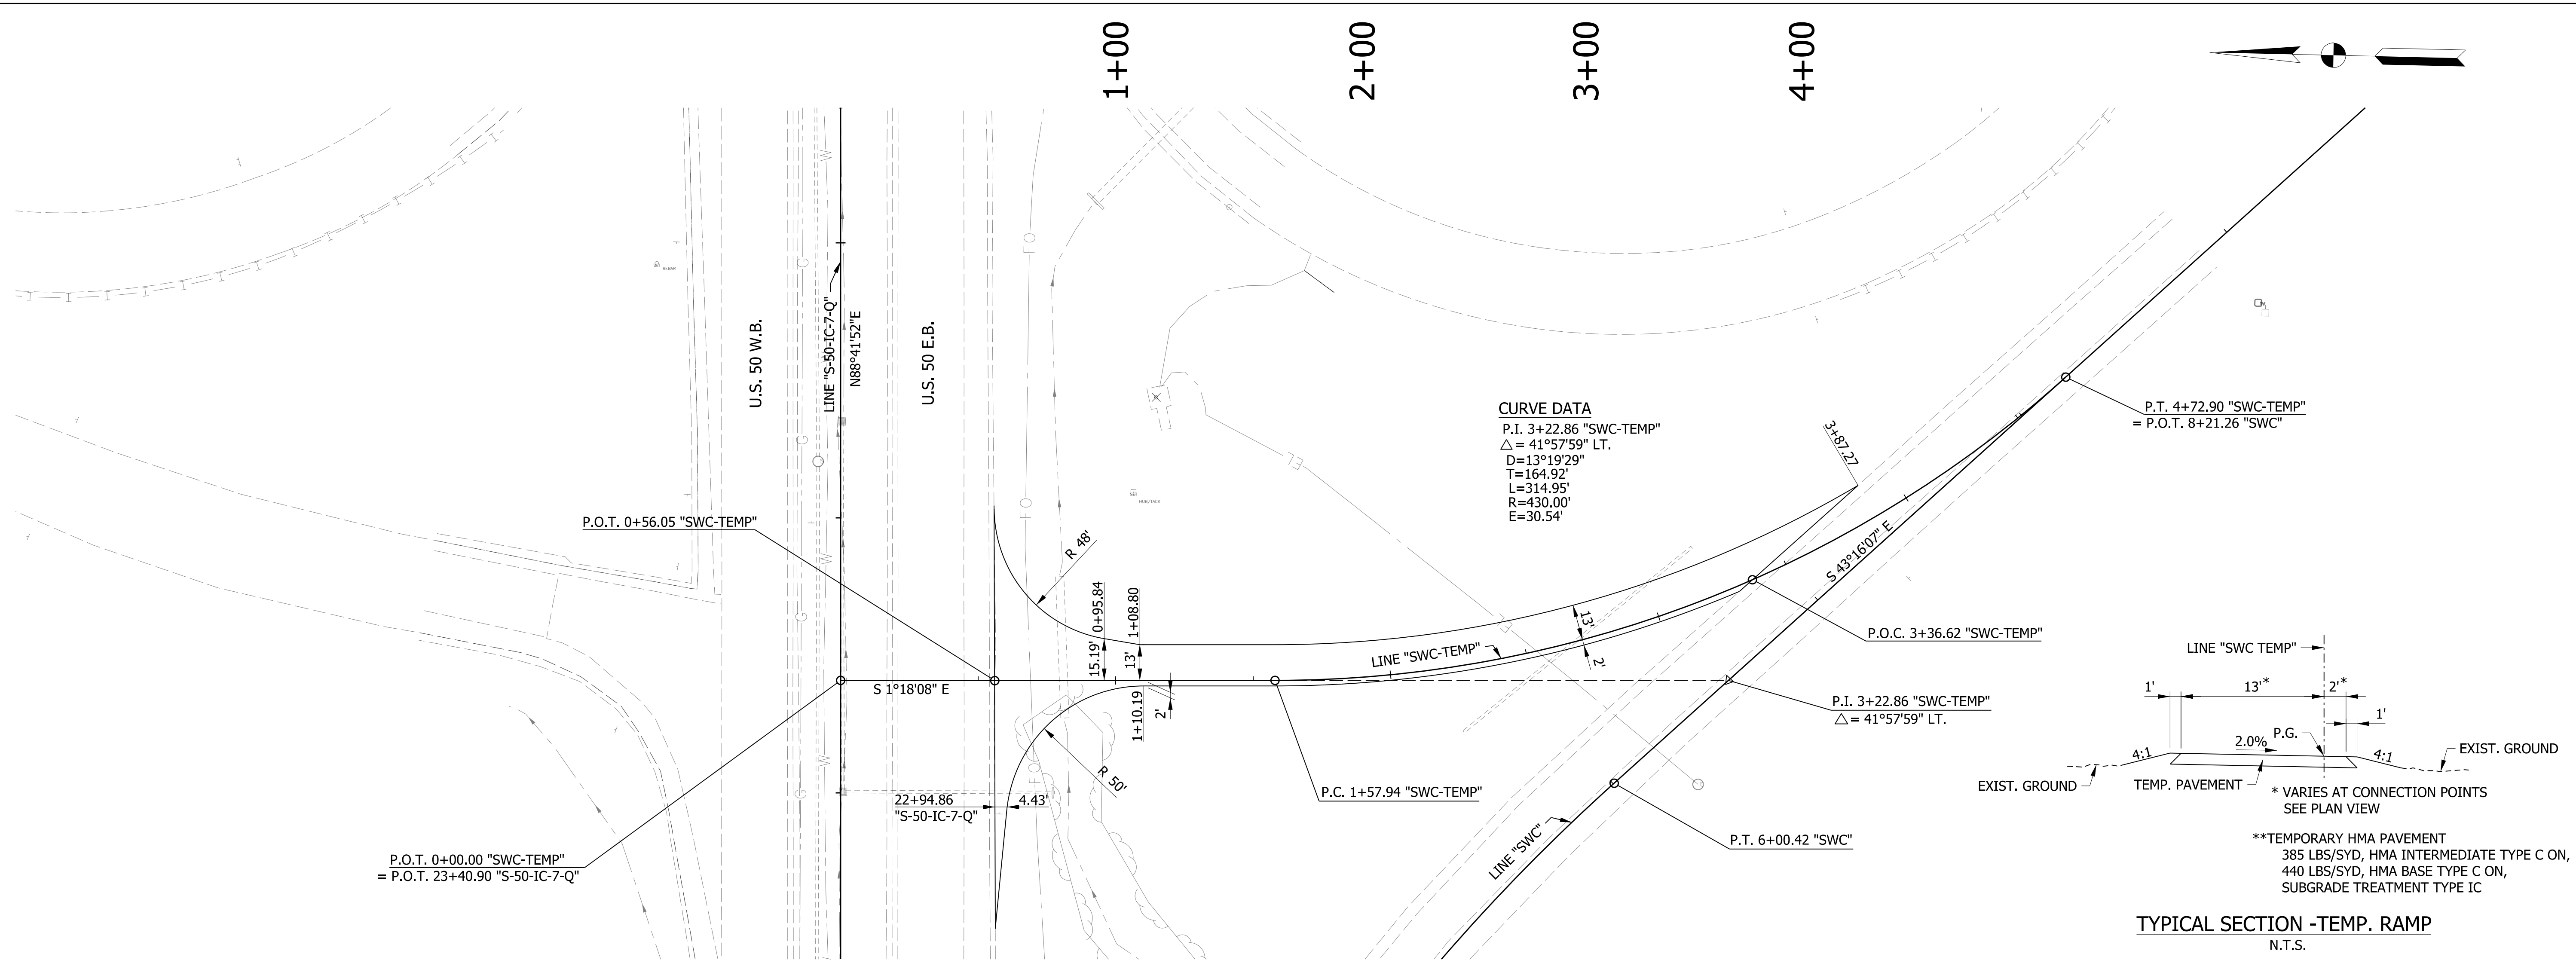 1+00
2+00
3+00
4+00
U.S. 50 W.B.
LINE "S-50-IC-7-Q"
N88°41'52"E
U.S. 50 E.B.
W
W
W
G
G
G
G
FO
FO
FO
REBAR
HUB/TACK
EL
EL
P.O.T. 0+56.05 "SWC-TEMP"
R 48'
15.19'
0+95.84
13'
1+08.80
S 1°18'08" E
1+10.19
2'
R 50'
22+94.86
"S-50-IC-7-Q"
4.43'
P.O.T. 0+00.00 "SWC-TEMP"
= P.O.T. 23+40.90 "S-50-IC-7-Q"
CURVE DATA
P.I. 3+22.86 "SWC-TEMP"
△ = 41°57'59" LT.
D=13°19'29"
T=164.92'
L=314.95'
R=430.00'
E=30.54'
3+87.27
P.T. 4+72.90 "SWC-TEMP"
= P.O.T. 8+21.26 "SWC"
S 43°16'07" E
13'
2'
LINE "SWC-TEMP"
P.O.C. 3+36.62 "SWC-TEMP"
P.I. 3+22.86 "SWC-TEMP"
△ = 41°57'59" LT.
P.C. 1+57.94 "SWC-TEMP"
P.T. 6+00.42 "SWC"
LINE "SWC"
LINE "SWC TEMP"
1'
13'*
2'*
1'
P.G.
2.0%
4:1
4:1
EXIST. GROUND
EXIST. GROUND
TEMP. PAVEMENT
* VARIES AT CONNECTION POINTS
SEE PLAN VIEW
**TEMPORARY HMA PAVEMENT
385 LBS/SYD, HMA INTERMEDIATE TYPE C ON,
440 LBS/SYD, HMA BASE TYPE C ON,
SUBGRADE TREATMENT TYPE IC
TYPICAL SECTION -TEMP. RAMP
N.T.S.